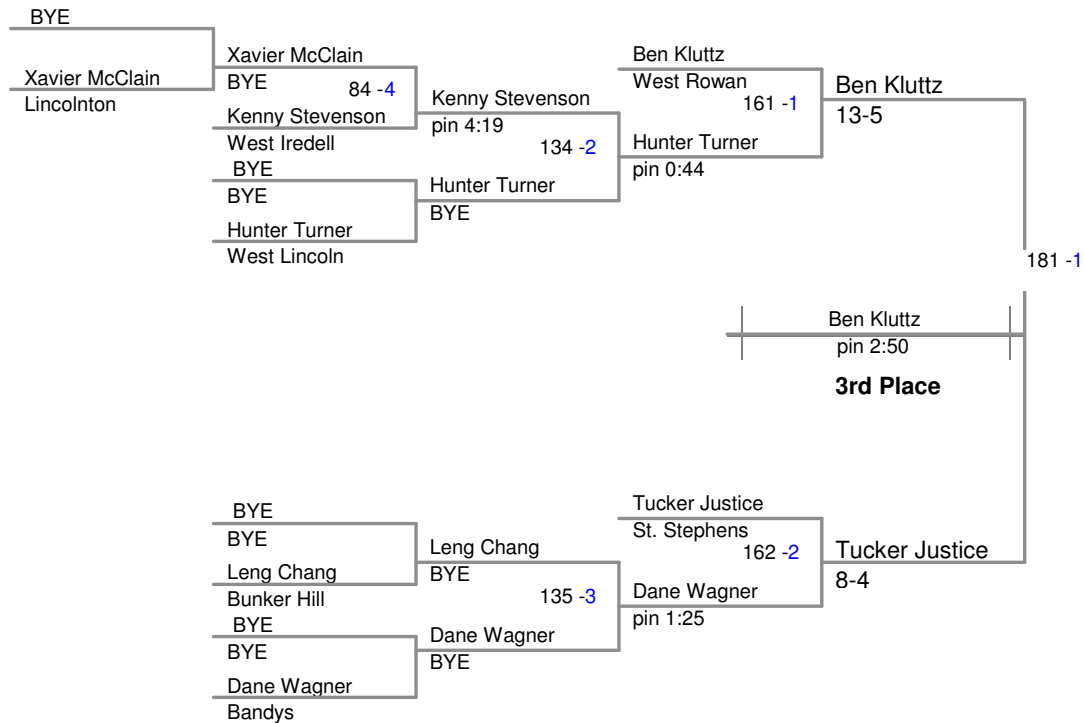 BYE
Xavier McClain
Lincolnton
Xavier McClain
BYE
84 -4
Kenny Stevenson
West Iredell
BYE
BYE
Hunter Turner
West Lincoln
Kenny Stevenson
pin 4:19
134 -2
Hunter Turner
BYE
Ben Kluttz
West Rowan
161 -1
Hunter Turner
pin 0:44
Ben Kluttz
13-5
181 -1
Ben Kluttz
pin 2:50
3rd Place
BYE
BYE
Leng Chang
Bunker Hill
BYE
BYE
Dane Wagner
Bandys
Leng Chang
BYE
135 -3
Dane Wagner
BYE
Tucker Justice
St. Stephens
162 -2
Dane Wagner
pin 1:25
Tucker Justice
8-4